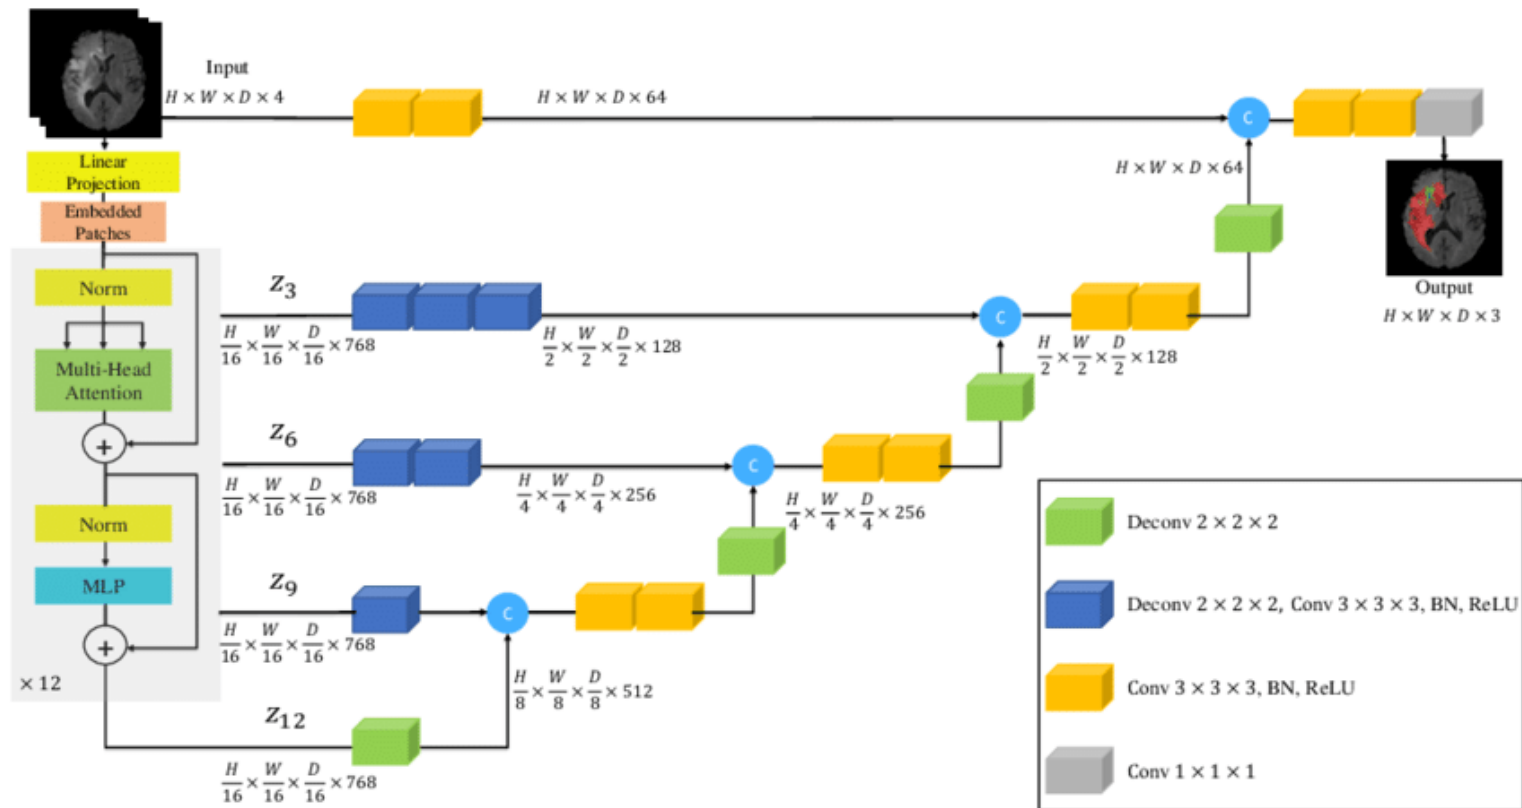 Input
H × W × D × 4
H × W × D × 64
C
H × W × D × 64
Linear
Projection
Embedded
Patches
Norm
Multi-Head
Attention
+
Norm
MLP
+
× 12
z₃
H/16 × W/16 × D/16 × 768
H/2 × W/2 × D/2 × 128
C
H/2 × W/2 × D/2 × 128
Output
H × W × D × 3
z₆
H/16 × W/16 × D/16 × 768
H/4 × W/4 × D/4 × 256
C
H/4 × W/4 × D/4 × 256
z₉
H/16 × W/16 × D/16 × 768
C
H/8 × W/8 × D/8 × 512
z₁₂
H/16 × W/16 × D/16 × 768
Deconv 2 × 2 × 2
Deconv 2 × 2 × 2, Conv 3 × 3 × 3, BN, ReLU
Conv 3 × 3 × 3, BN, ReLU
Conv 1 × 1 × 1